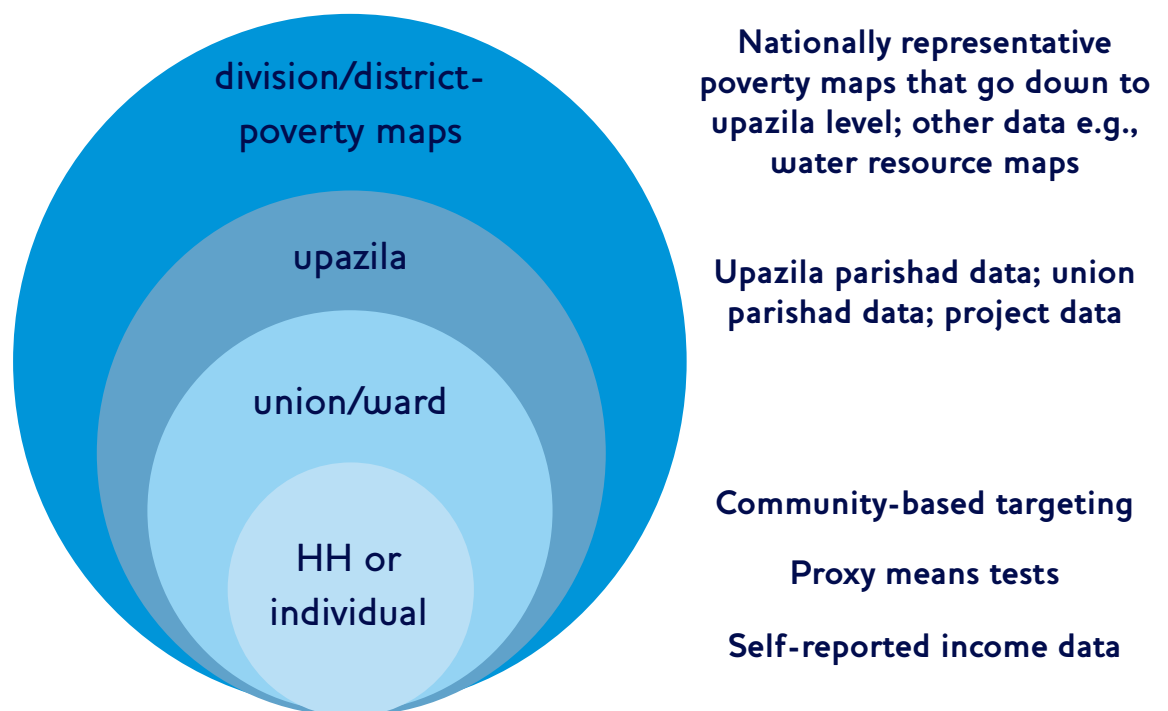 division/district-
poverty maps
upazila
union/ward
HH or
individual
Nationally representative
poverty maps that go down to
upazila level; other data e.g.,
water resource maps
Upazila parishad data; union
parishad data; project data
Community-based targeting
Proxy means tests
Self-reported income data